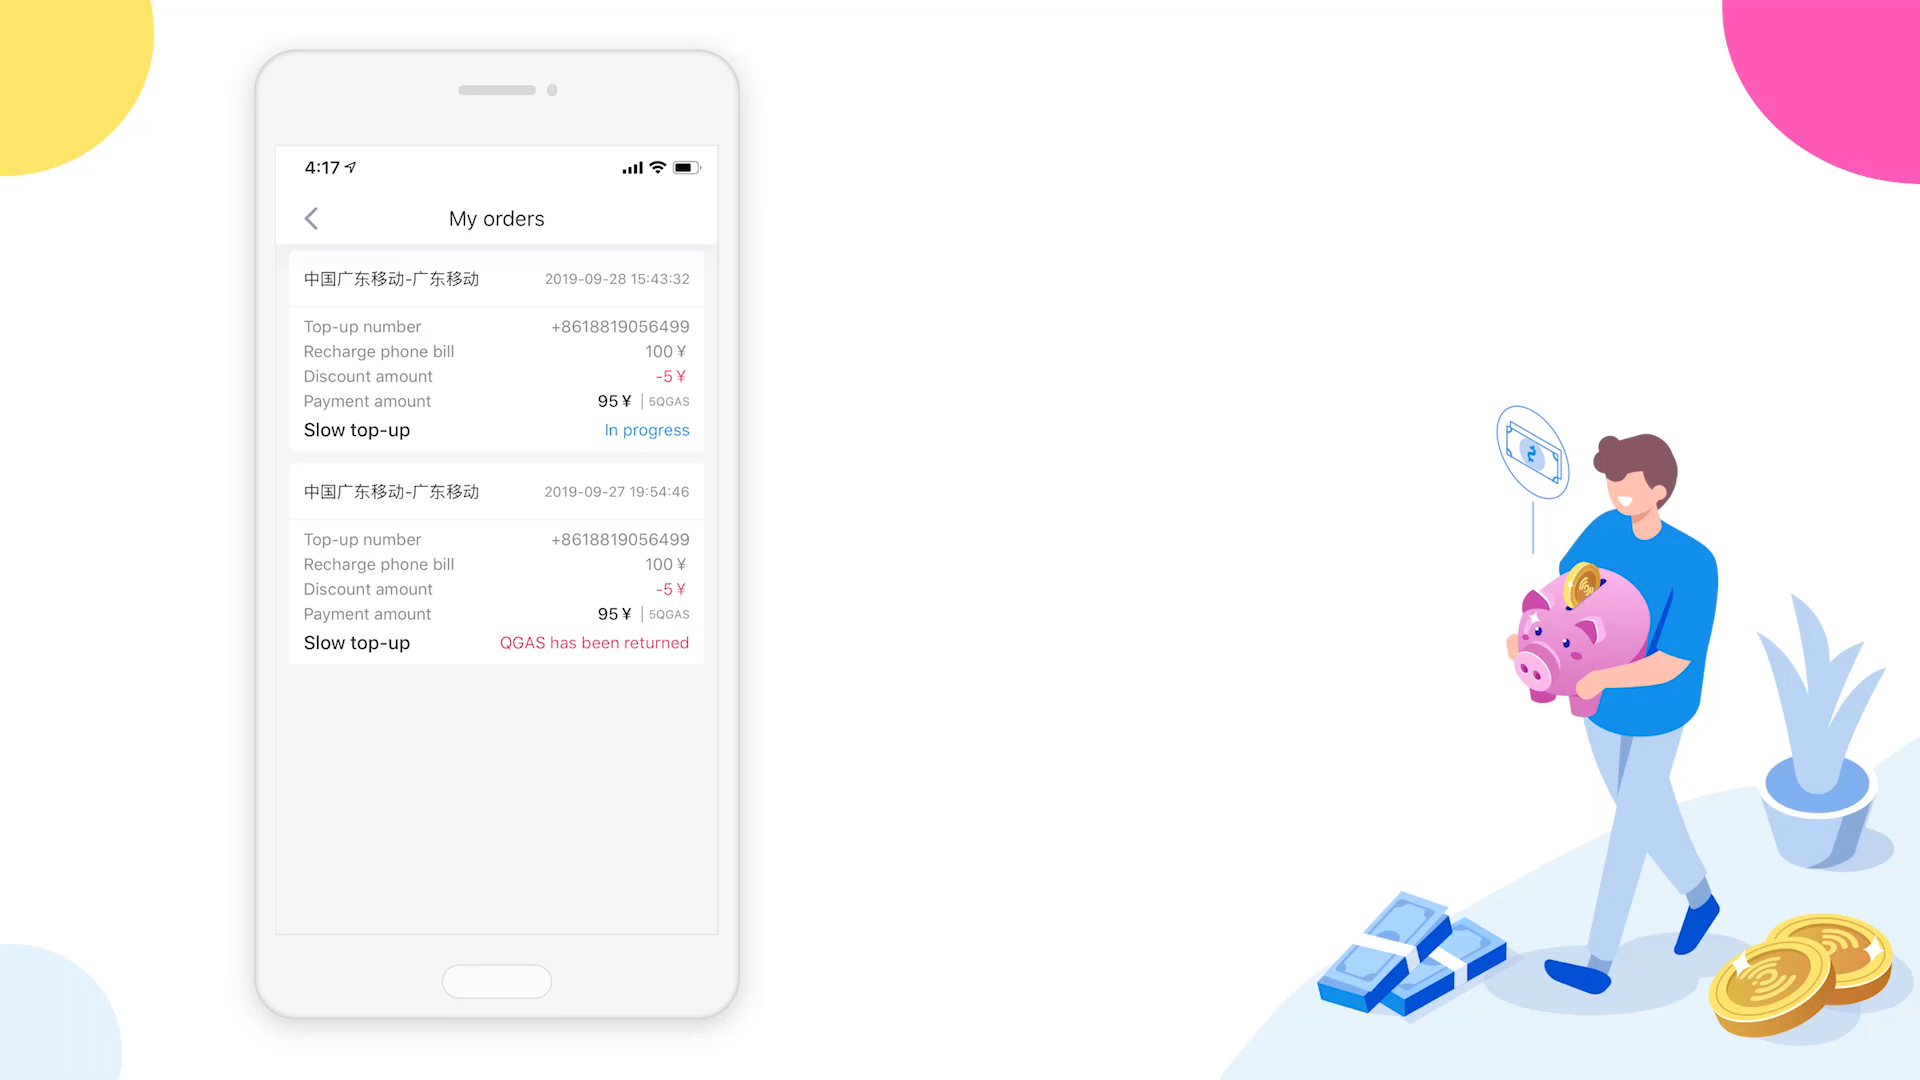 4:17
My orders
中国广东移动-广东移动 2019-09-28 15:43:32
Top-up number +8618819056499
Recharge phone bill 100 ¥
Discount amount -5 ¥
Payment amount 95 ¥ | 5QGAS
Slow top-up In progress
中国广东移动-广东移动 2019-09-27 19:54:46
Top-up number +8618819056499
Recharge phone bill 100 ¥
Discount amount -5 ¥
Payment amount 95 ¥ | 5QGAS
Slow top-up QGAS has been returned